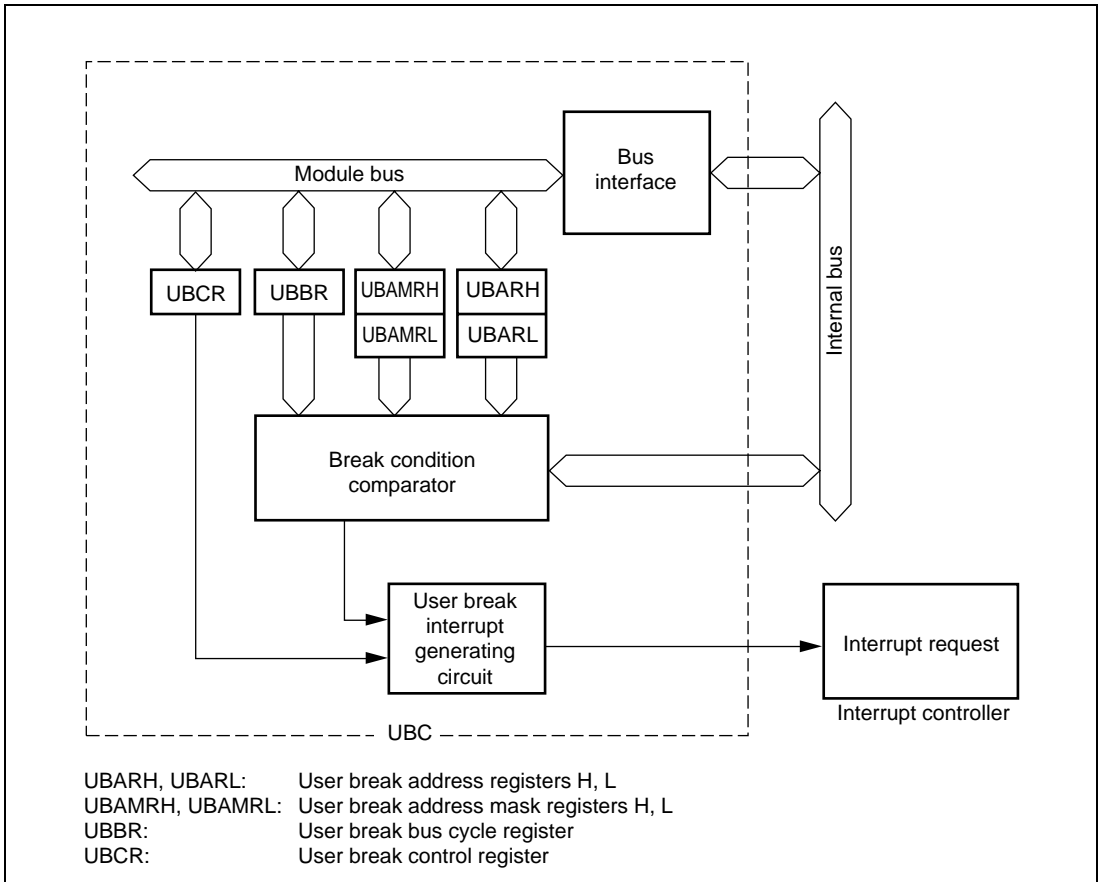 Bus
interface
Module bus
Internal bus
UBCR
UBBR
UBAMRH
UBARH
UBAMRL
UBARL
Break condition
comparator
User break
interrupt
generating
circuit
Interrupt request
Interrupt controller
UBC
UBARH, UBARL: User break address registers H, L
UBAMRH, UBAMRL: User break address mask registers H, L
UBBR: User break bus cycle register
UBCR: User break control register